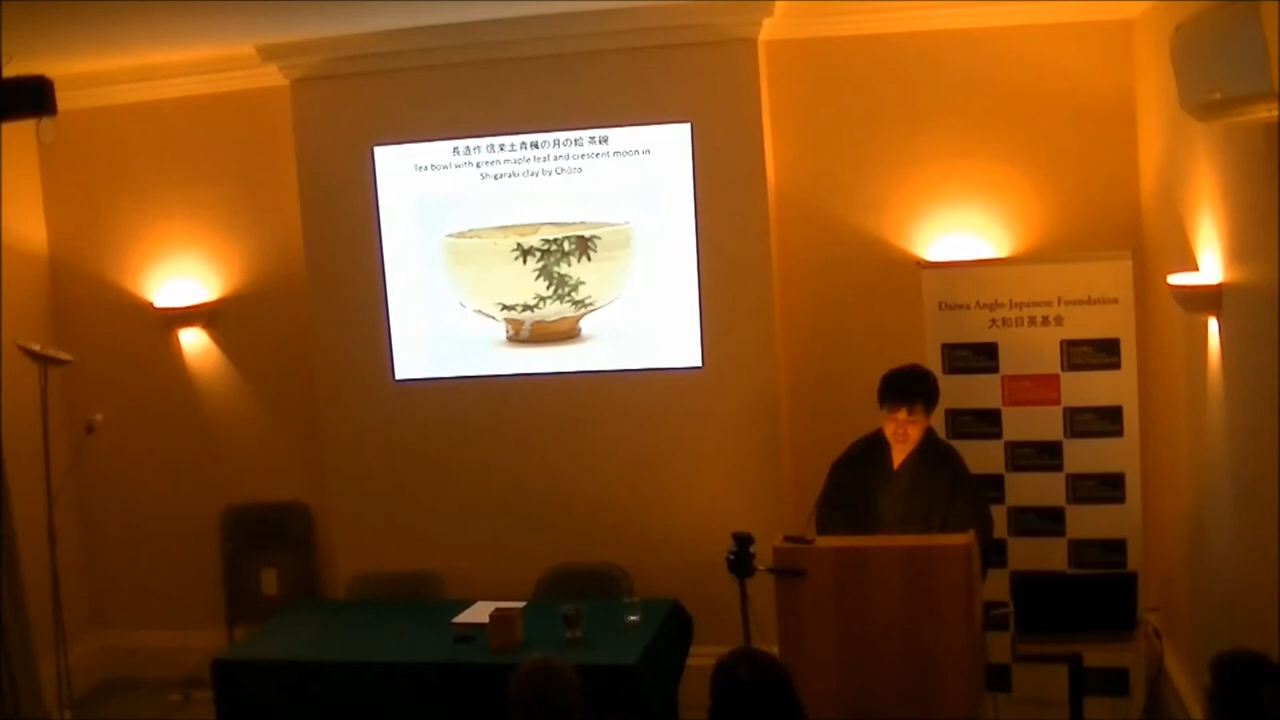 長造作 信楽土青楓の月の絵 茶碗
Tea bowl with green maple leaf and crescent moon in
Shigaraki clay by Chōzo
Daiwa Anglo-Japanese Foundation
大和日英基金